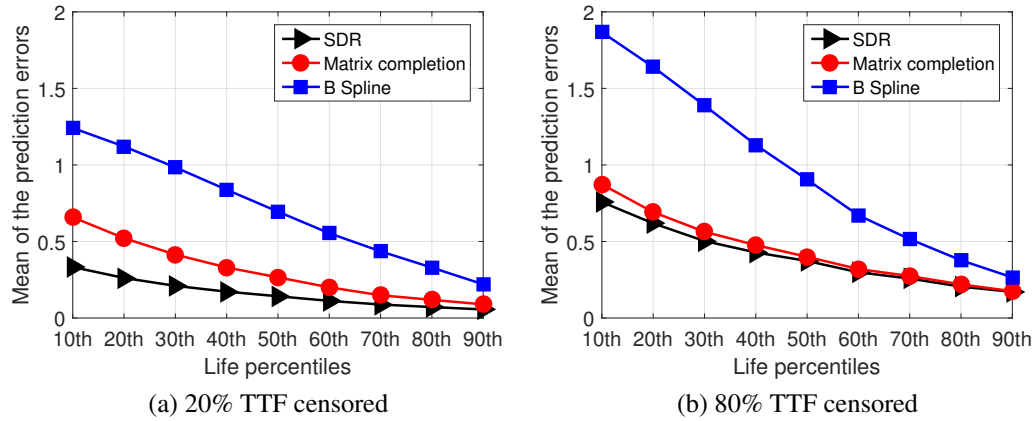 2
1.5
1
0.5
0
Mean of the prediction errors
SDR
Matrix completion
B Spline
10th 20th 30th 40th 50th 60th 70th 80th 90th
Life percentiles
(a) 20% TTF censored
2
1.5
1
0.5
0
Mean of the prediction errors
SDR
Matrix completion
B Spline
10th 20th 30th 40th 50th 60th 70th 80th 90th
Life percentiles
(b) 80% TTF censored